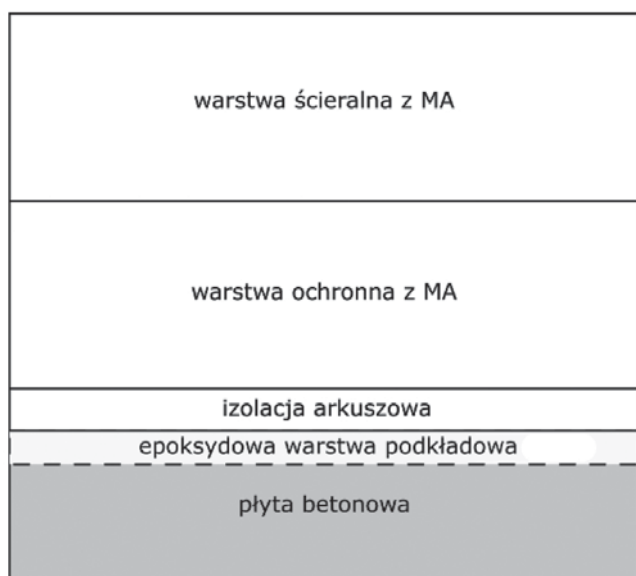 warstwa ścieralna z MA
warstwa ochronna z MA
izolacja arkuszowa
epoksydowa warstwa podkładowa
płyta betonowa